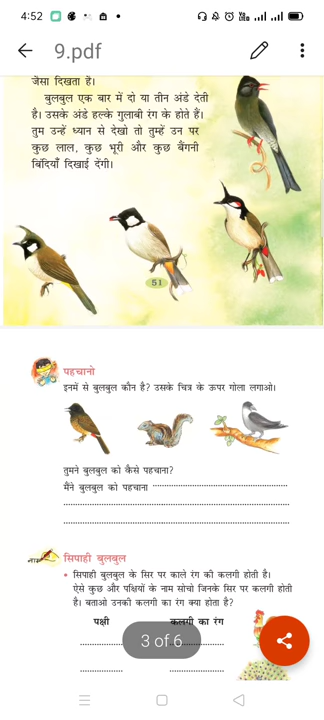 4:52
9.pdf
जैसा दिखता है।
बुलबुल एक बार में दो या तीन अंडे देती
है। उसके अंडे हल्के गुलाबी रंग के होते हैं।
तुम उन्हें ध्यान से देखो तो तुम्हें उन पर
कुछ लाल, कुछ भूरी और कुछ बैंगनी
बिंदियाँ दिखाई देंगी।
51
पहचानो
इनमें से बुलबुल कौन है? उसके चित्र के ऊपर गोला लगाओ।
तुमने बुलबुल को कैसे पहचाना?
मैंने बुलबुल को पहचाना
सिपाही बुलबुल
• सिपाही बुलबुल के सिर पर काले रंग की कलगी होती है।
ऐसे कुछ और पक्षियों के नाम सोचो जिनके सिर पर कलगी होती
है। बताओ उनकी कलगी का रंग क्या होता है?
पक्षी कलगी का रंग
3 of 6